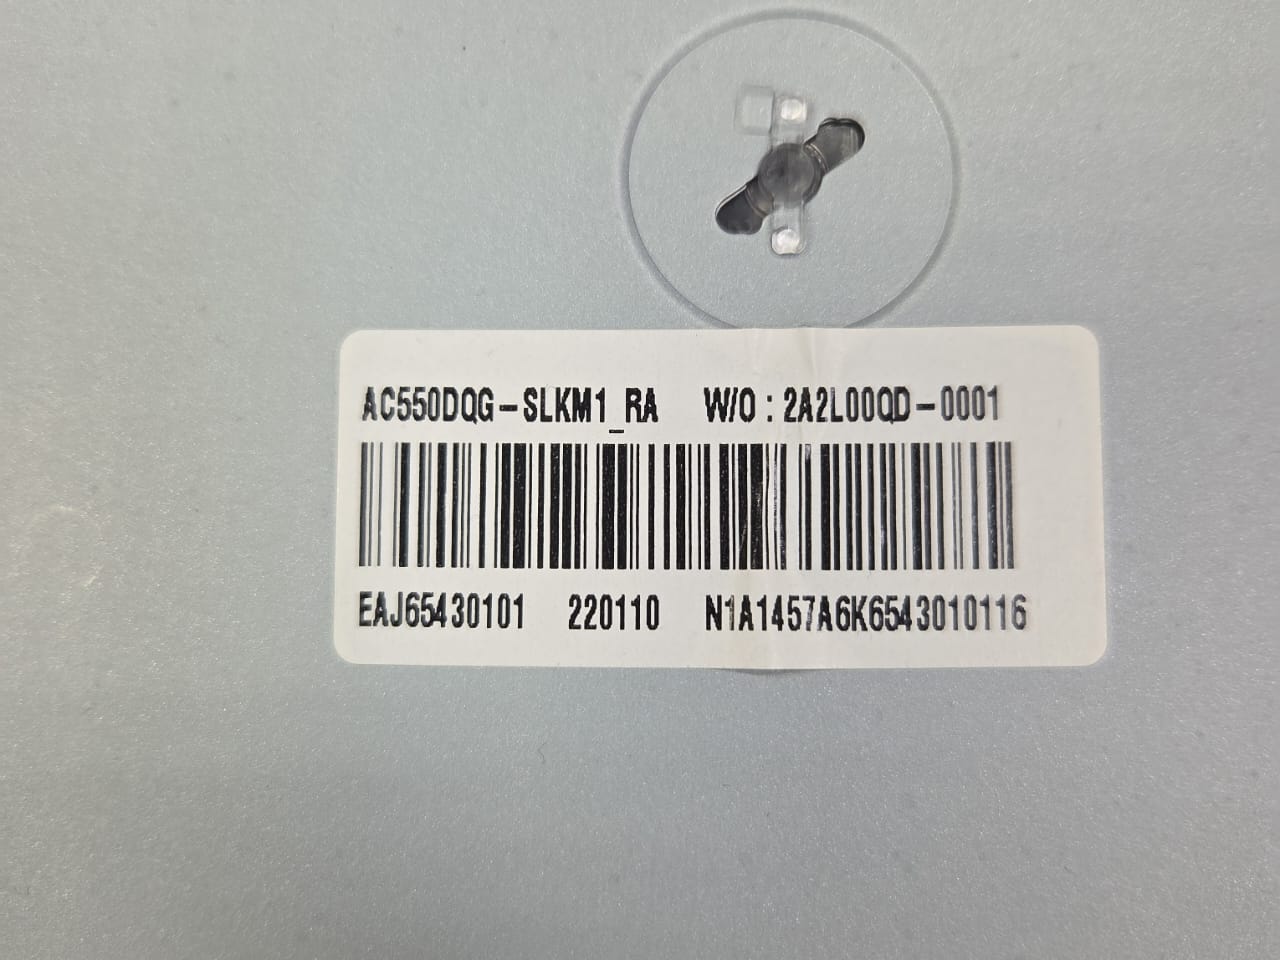 AC550DQG-SLKM1_RA W/O : 2A2L00QD-0001
EAJ65430101 220110 N1A1457A6K6543010116